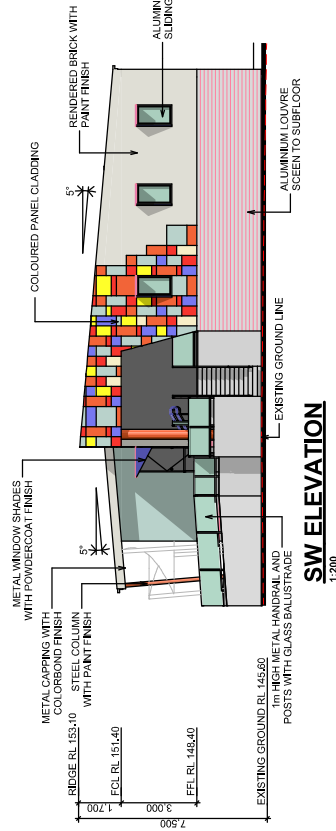 METAL WINDOW SHADES
WITH POWDERCOAT FINISH
COLOURED PANEL CLADDING
RENDERED BRICK WITH
PAINT FINISH
ALUMIN
SLIDING
METAL CAPPING WITH
COLORBOND FINISH
STEEL COLUMN
WITH PAINT FINISH
5°
5°
RIDGE RL 153.10
FCL RL 151.40
FFL RL 148.40
EXISTING GROUND RL 145.60
1,700
3,000
7,500
1m HIGH METAL HANDRAIL AND
POSTS WITH GLASS BALUSTRADE
EXISTING GROUND LINE
ALUMINIUM LOUVRE
SCEEN TO SUBFLOOR
SW ELEVATION
1:200